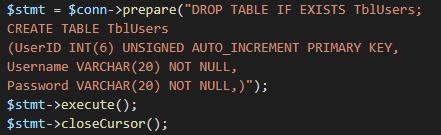 $stmt = $conn->prepare("DROP TABLE IF EXISTS TblUsers;
CREATE TABLE TblUsers
(UserID INT(6) UNSIGNED AUTO_INCREMENT PRIMARY KEY,
Username VARCHAR(20) NOT NULL,
Password VARCHAR(20) NOT NULL,)");
$stmt->execute();
$stmt->closeCursor();